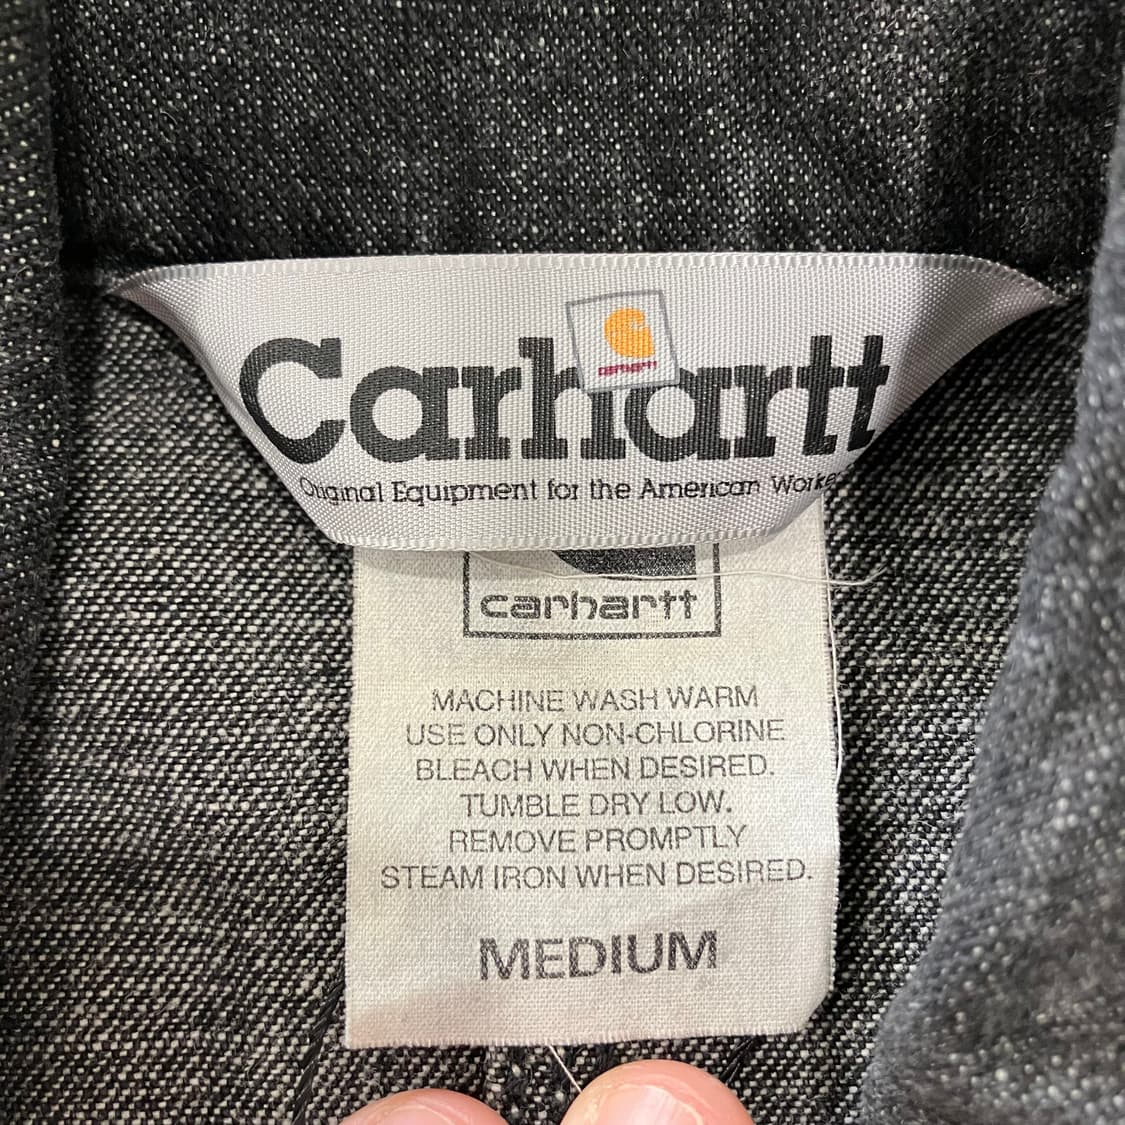 Carhartt
carhartt
Original Equipment for the American Worker
carhartt
MACHINE WASH WARM
USE ONLY NON-CHLORINE
BLEACH WHEN DESIRED.
TUMBLE DRY LOW.
REMOVE PROMPTLY
STEAM IRON WHEN DESIRED.
MEDIUM